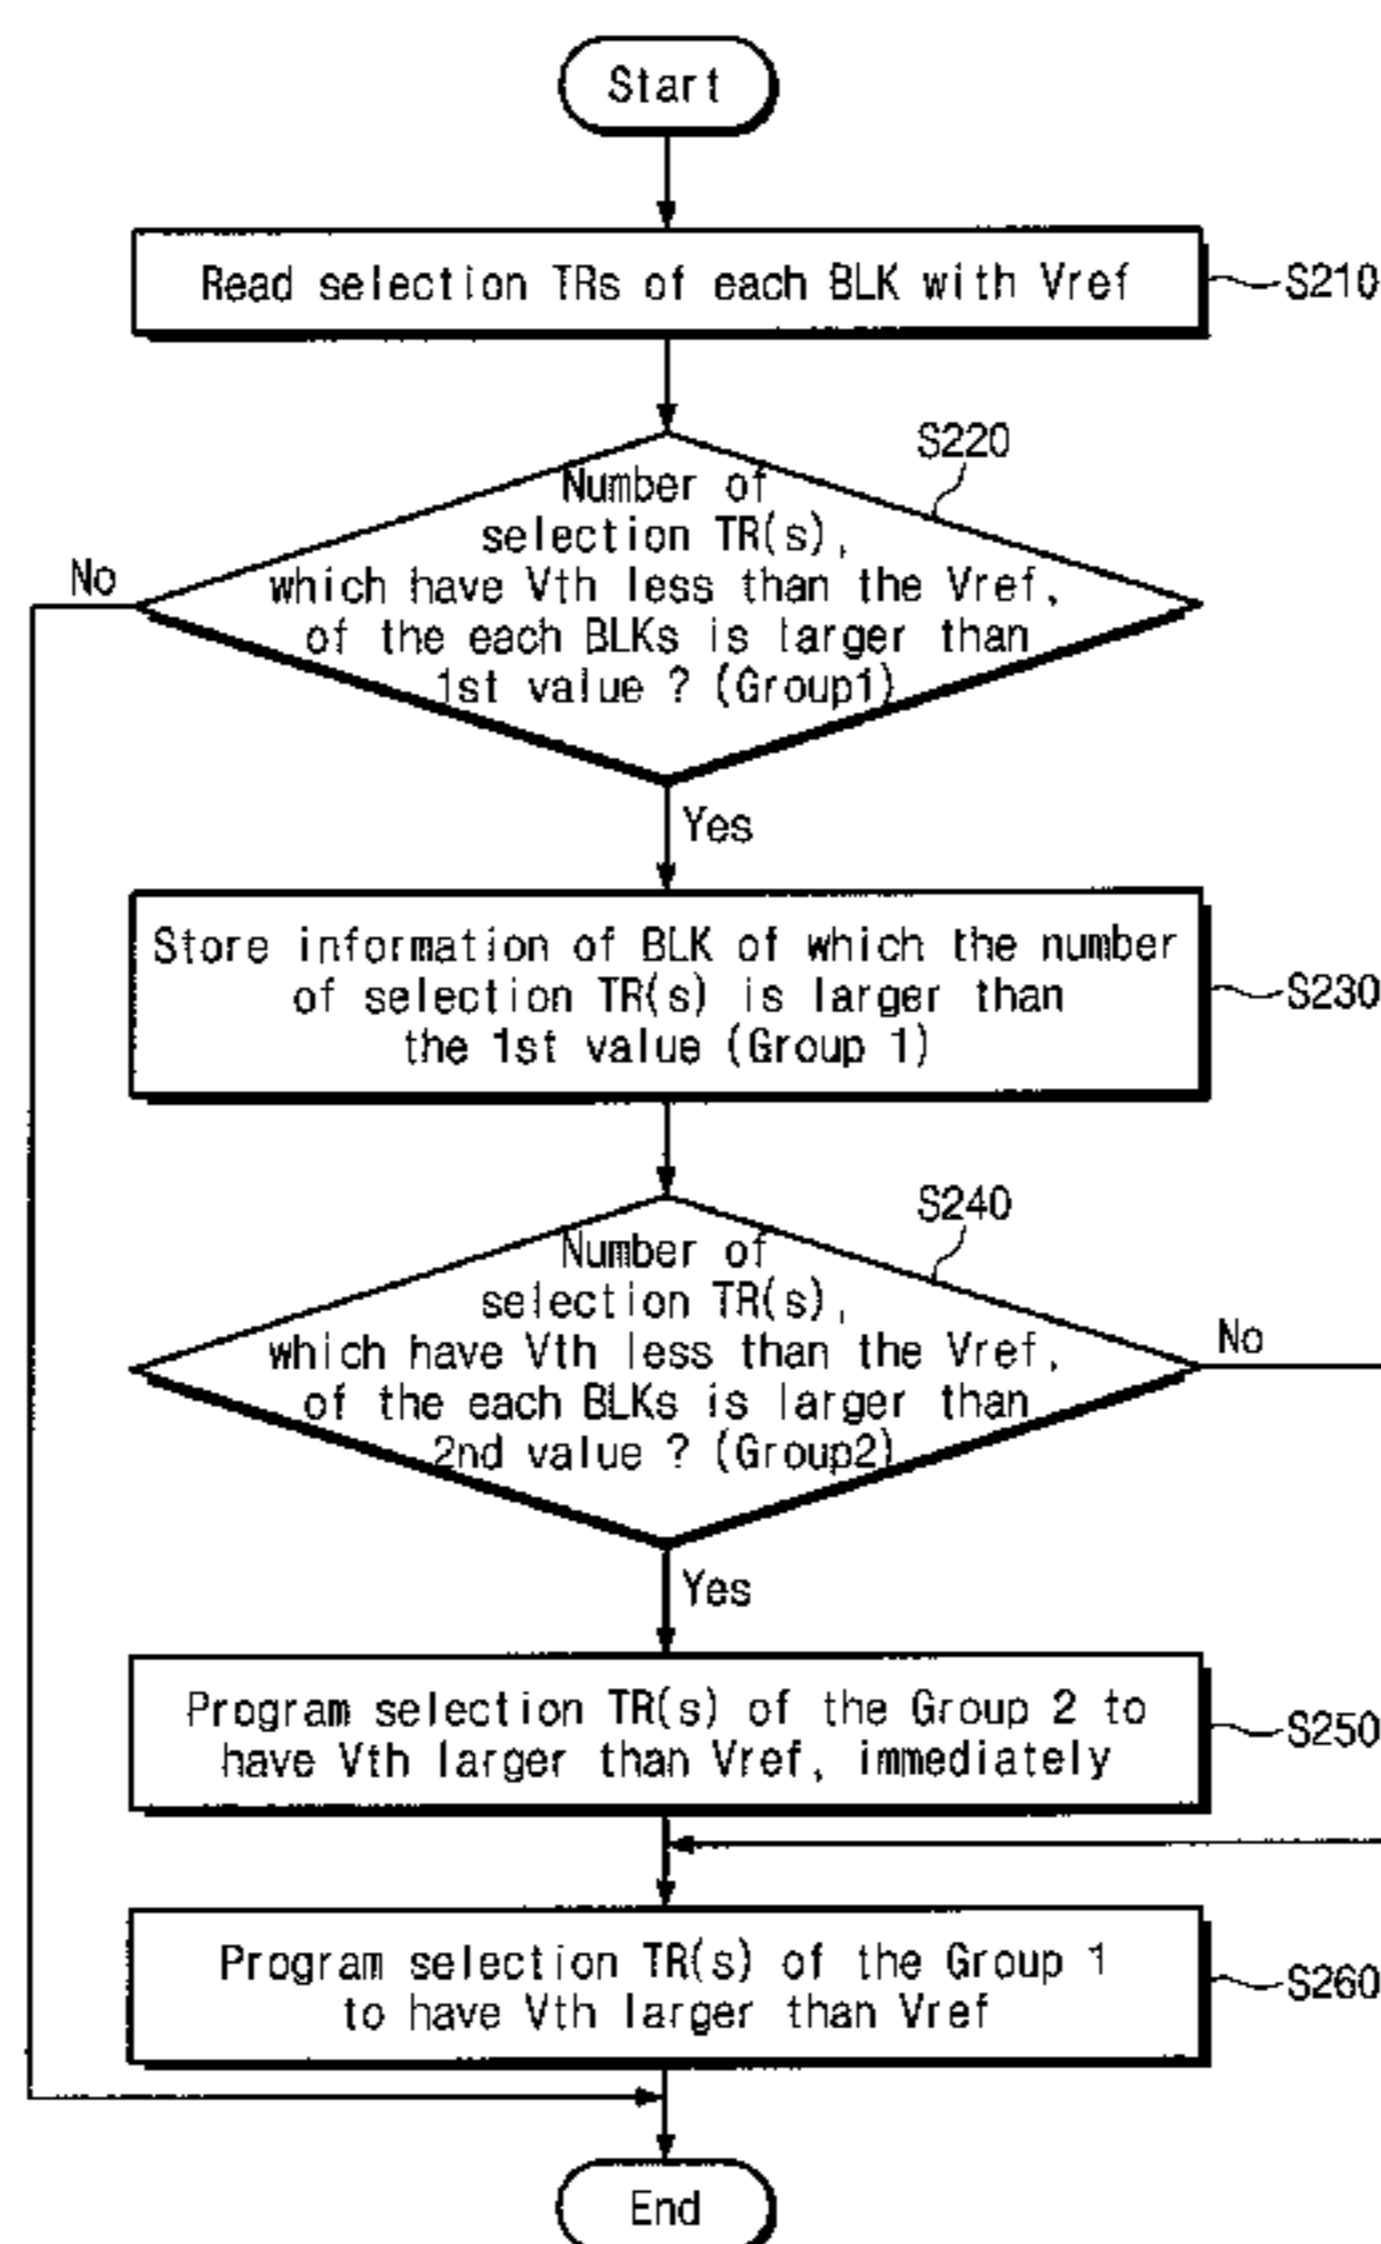 Start
Read selection TRs of each BLK with Vref
S210
S220
Number of
selection TR(s),
which have Vth less than the Vref,
of the each BLKs is larger than
1st value ? (Group1)
No
Yes
Store information of BLK of which the number
of selection TR(s) is larger than
the 1st value (Group 1)
S230
S240
Number of
selection TR(s),
which have Vth less than the Vref,
of the each BLKs is larger than
2nd value ? (Group2)
No
Yes
Program selection TR(s) of the Group 2 to
have Vth larger than Vref, immediately
S250
Program selection TR(s) of the Group 1
to have Vth larger than Vref
S260
End